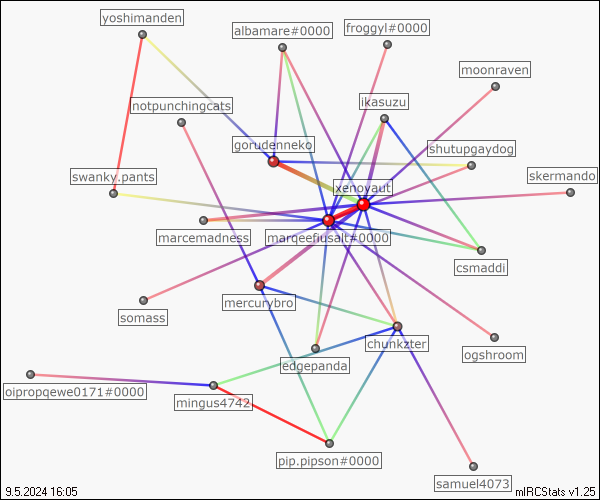 yoshimanden
albamare#0000
froggyl#0000
moonraven
notpunchingcats
ikasuzu
gorudenneko
shutupgaydog
swanky.pants
xenoyaut
skermando
marcemadness
marqeefusalt#0000
csmaddi
mercurybro
somass
chunkzter
ogshroom
edgepanda
oipropqewe0171#0000
mingus4742
pip.pipson#0000
samuel4073
9.5.2024 16:05
mIRCStats v1.25